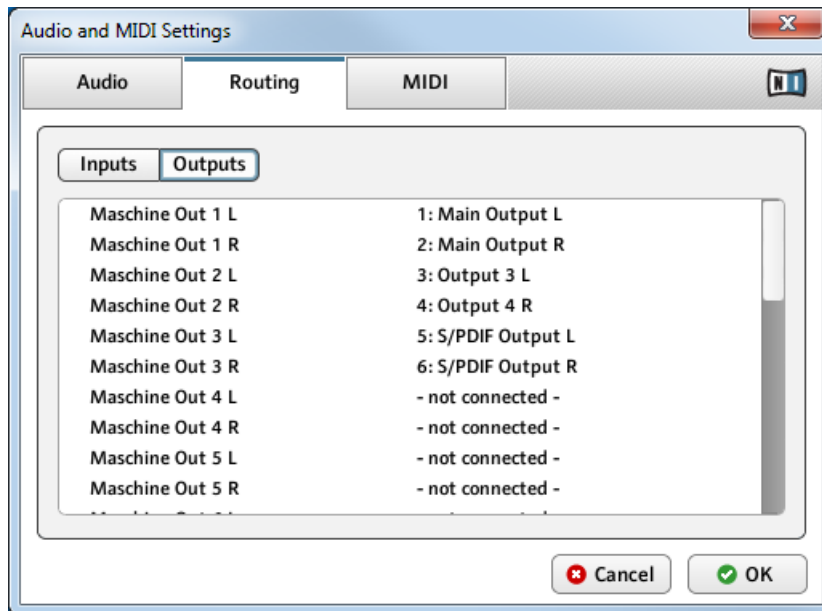 Audio and MIDI Settings
Audio Routing MIDI
NI
Inputs Outputs
Maschine Out 1 L 1: Main Output L
Maschine Out 1 R 2: Main Output R
Maschine Out 2 L 3: Output 3 L
Maschine Out 2 R 4: Output 4 R
Maschine Out 3 L 5: S/PDIF Output L
Maschine Out 3 R 6: S/PDIF Output R
Maschine Out 4 L - not connected -
Maschine Out 4 R - not connected -
Maschine Out 5 L - not connected -
Maschine Out 5 R - not connected -
Cancel OK